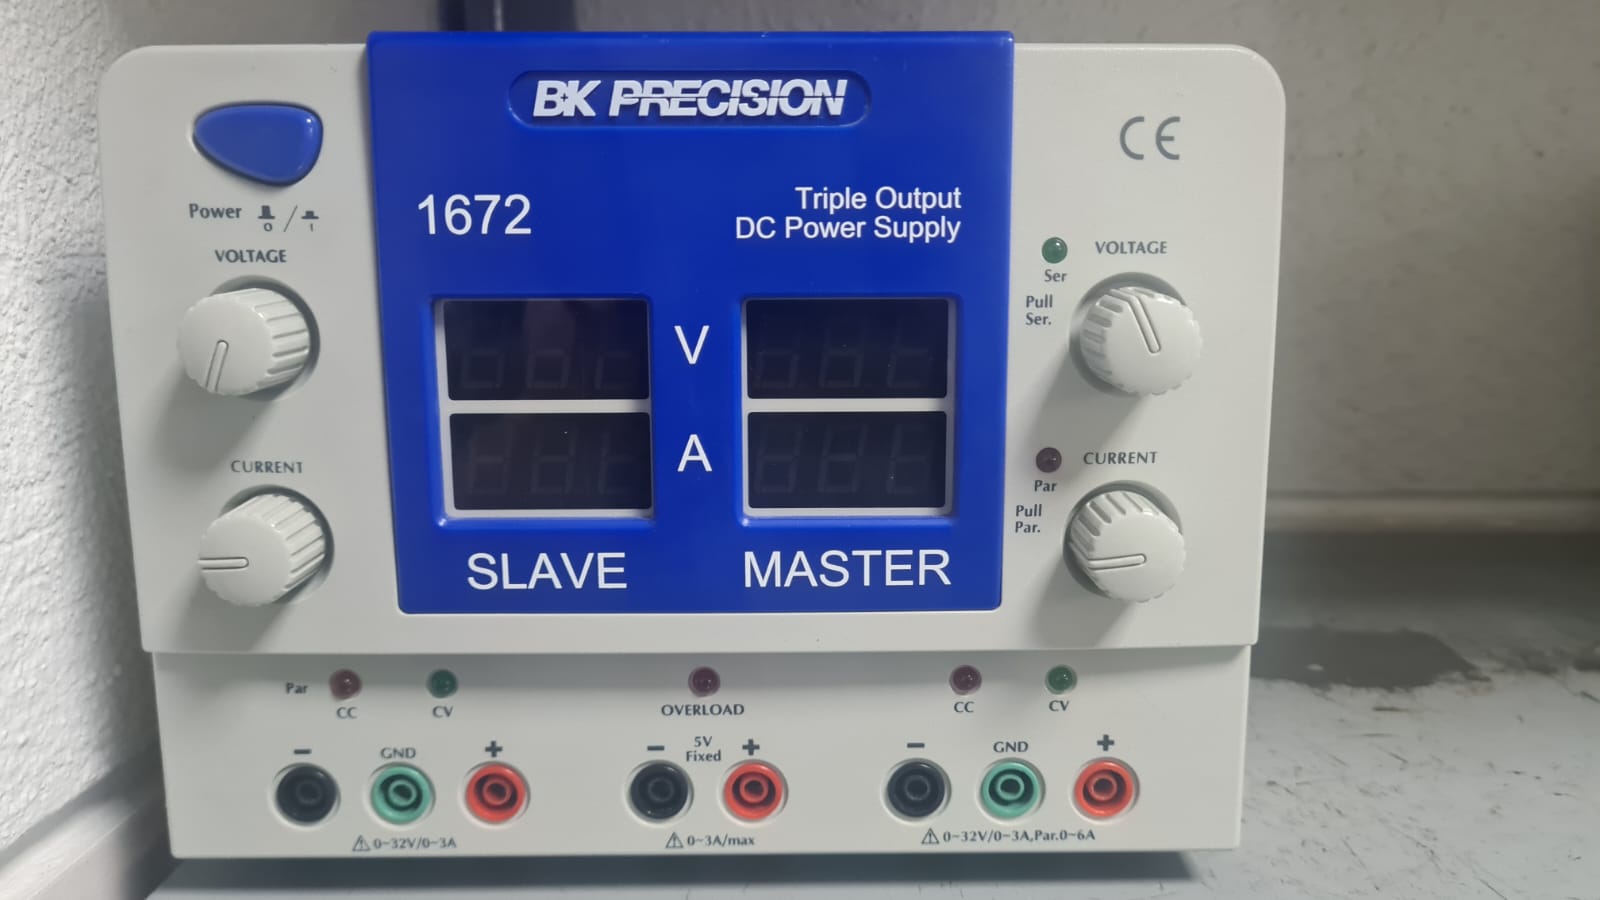 BK PRECISION
CE
1672
Triple Output
DC Power Supply
Power
0 / 1
VOLTAGE
CURRENT
V
A
SLAVE
MASTER
Ser
VOLTAGE
Pull
Ser.
CURRENT
Par
Pull
Par.
Par
CC
CV
OVERLOAD
CC
CV
− GND +
− 5V
Fixed +
− GND +
⚠ 0~32V/0~3A
⚠ 0~3A/max
⚠ 0~32V/0~3A,Par.0~6A